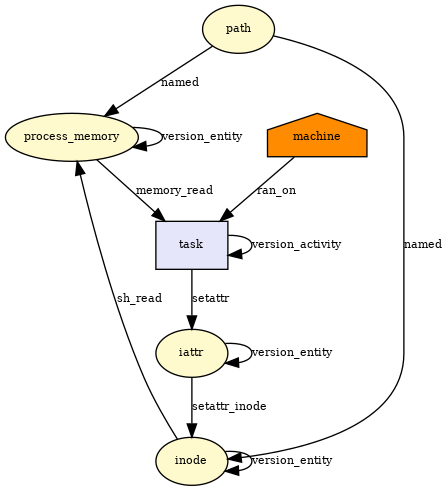 path
named
process_memory
version_entity
machine
memory_read
ran_on
task
version_activity
named
sh_read
setattr
iattr
version_entity
setattr_inode
inode
version_entity